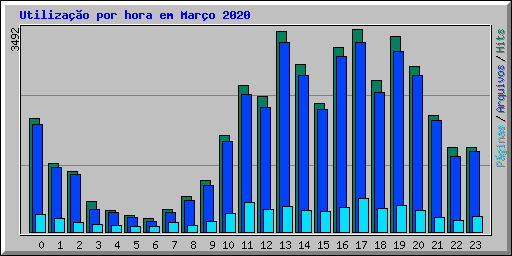 Utilização por hora em Março 2020
3492
Páginas / Arquivos / Hits
0 1 2 3 4 5 6 7 8 9 10 11 12 13 14 15 16 17 18 19 20 21 22 23